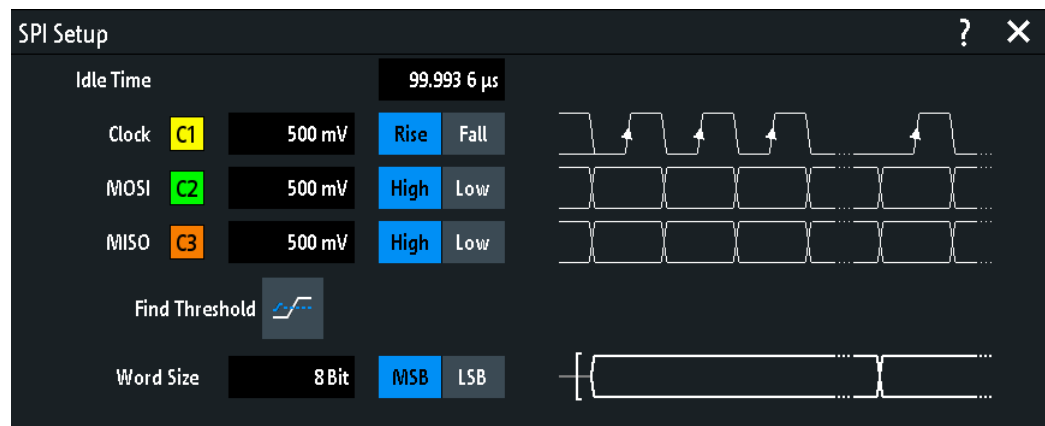 SPI Setup ? ×
Idle Time 99.993 6 µs
Clock C1 500 mV Rise Fall
MOSI C2 500 mV High Low
MISO C3 500 mV High Low
Find Threshold
Word Size 8 Bit MSB LSB